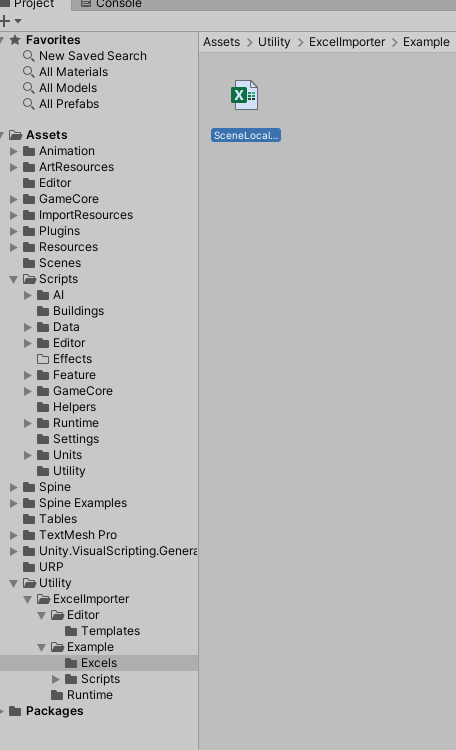 Project
Console
Favorites
New Saved Search
All Materials
All Models
All Prefabs
Assets
Animation
ArtResources
Editor
GameCore
ImportResources
Plugins
Resources
Scenes
Scripts
AI
Buildings
Data
Editor
Effects
Feature
GameCore
Helpers
Runtime
Settings
Units
Utility
Spine
Spine Examples
Tables
TextMesh Pro
Unity.VisualScripting.Genera
URP
Utility
ExcelImporter
Editor
Templates
Example
Excels
Scripts
Runtime
Packages
Assets > Utility > ExcelImporter > Example
X
SceneLocal...